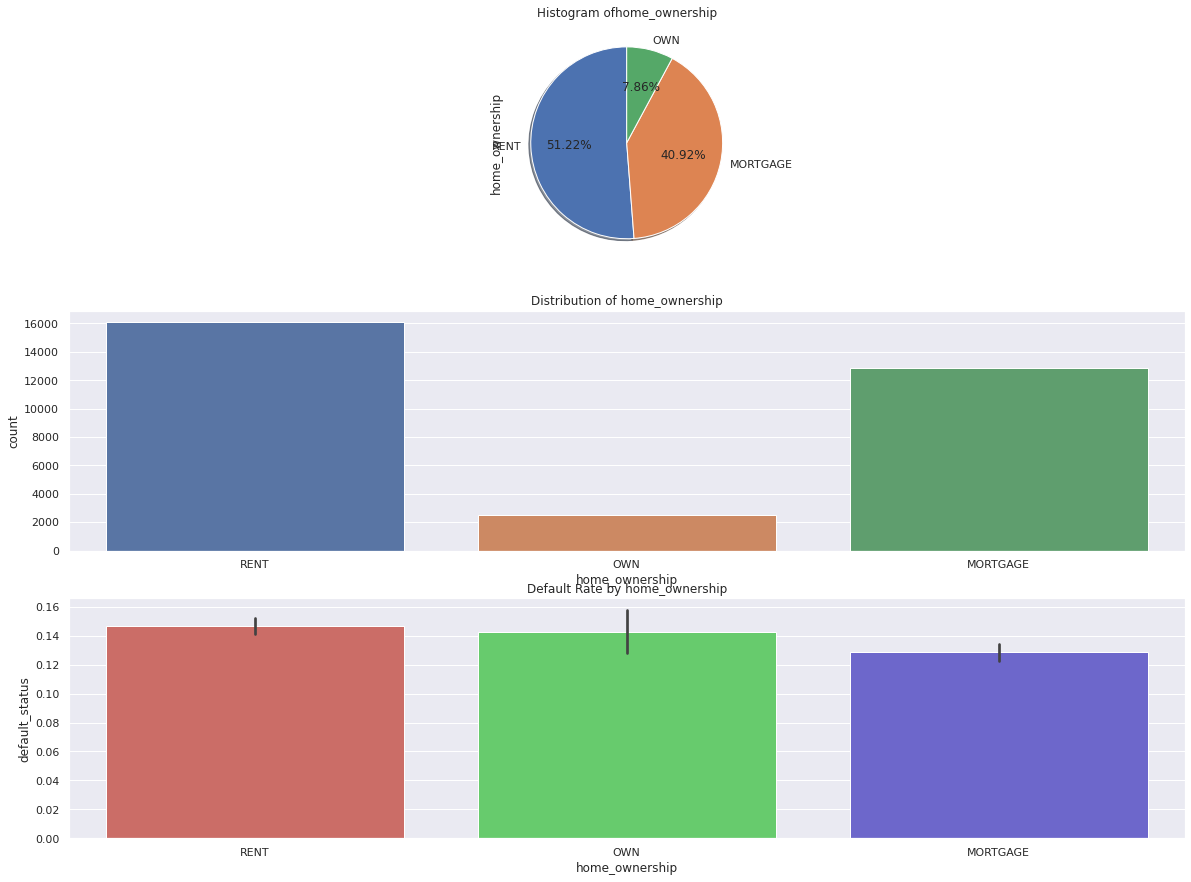 Histogram ofhome_ownership
OWN
7.86%
home_ownership
RENT
51.22%
40.92%
MORTGAGE
Distribution of home_ownership
16000
14000
12000
10000
8000
6000
4000
2000
0
count
RENT
OWN
MORTGAGE
home_ownership
Default Rate by home_ownership
0.16
0.14
0.12
0.10
0.08
0.06
0.04
0.02
0.00
default_status
RENT
OWN
MORTGAGE
home_ownership